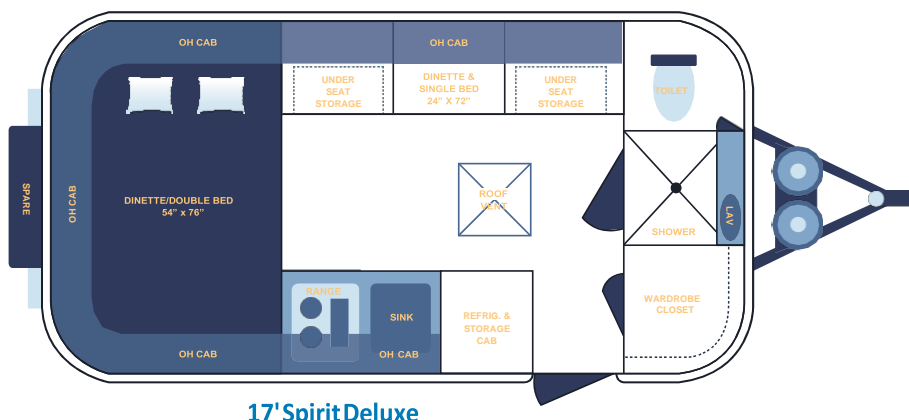 OH CAB
OH CAB
UNDER
SEAT
STORAGE
DINETTE &
SINGLE BED
24” X 72”
UNDER
SEAT
STORAGE
TOILET
SPARE
OH CAB
DINETTE/DOUBLE BED
54” x 76”
ROOF
VENT
SHOWER
LAV
RANGE
SINK
REFRIG. &
STORAGE
CAB
WARDROBE
CLOSET
OH CAB
OH CAB
17' Spirit Deluxe